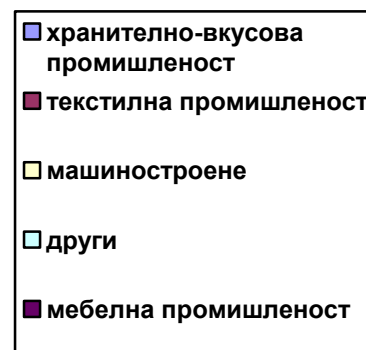 хранително-вкусова
промишленост
текстилна промишленост
машиностроене
други
мебелна промишленост